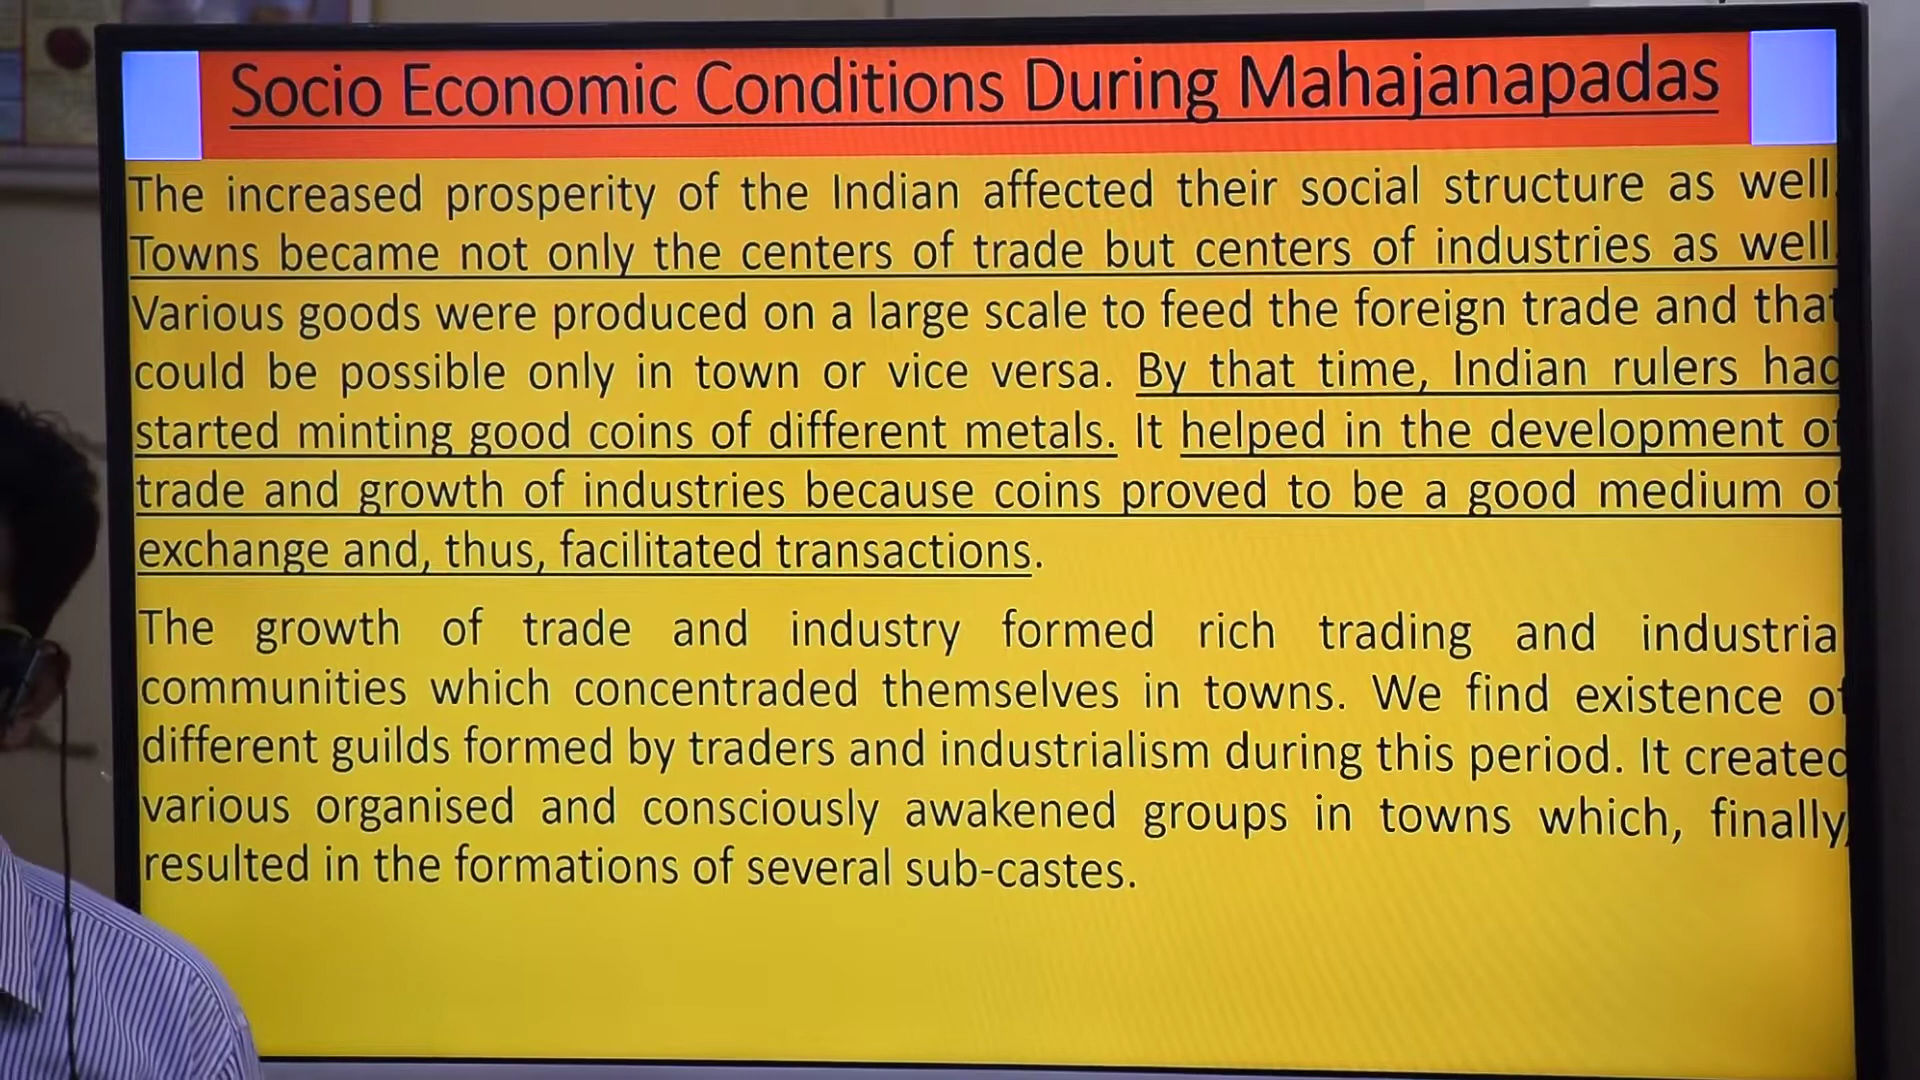 Socio Economic Conditions During Mahajanapadas
The increased prosperity of the Indian affected their social structure as well.
Towns became not only the centers of trade but centers of industries as well.
Various goods were produced on a large scale to feed the foreign trade and that
could be possible only in town or vice versa. By that time, Indian rulers had
started minting good coins of different metals. It helped in the development of
trade and growth of industries because coins proved to be a good medium of
exchange and, thus, facilitated transactions.
The growth of trade and industry formed rich trading and industria
communities which concentraded themselves in towns. We find existence of
different guilds formed by traders and industrialism during this period. It created
various organised and consciously awakened groups in towns which, finally,
resulted in the formations of several sub-castes.